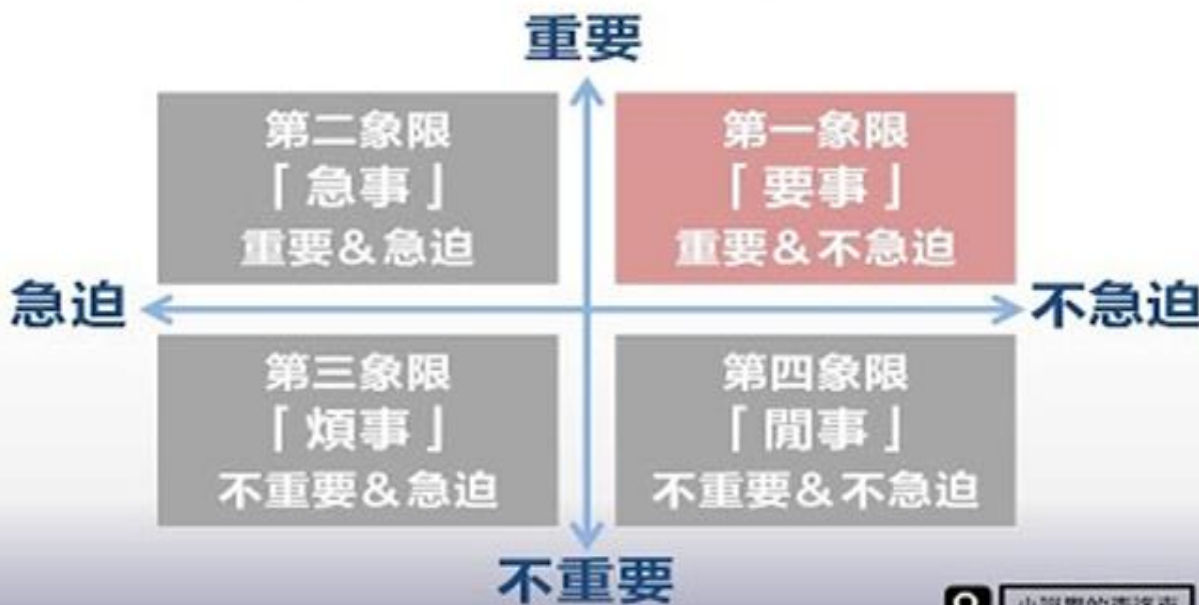 重要
第二象限
「急事」
重要&急迫
第一象限
「要事」
重要&不急迫
急迫
不急迫
第三象限
「煩事」
不重要&急迫
第四象限
「閒事」
不重要&不急迫
不重要